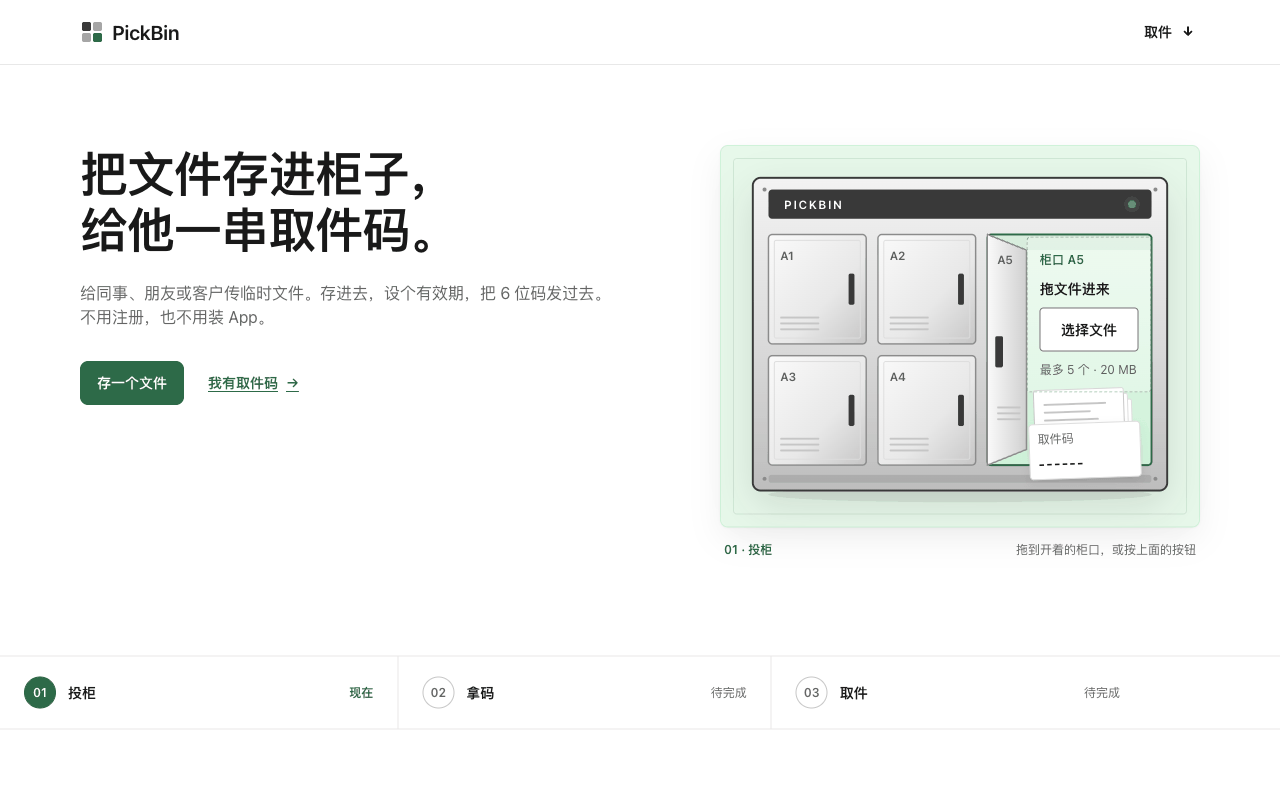 PickBin
取件 ↓
把文件存进柜子，
给他一串取件码。
给同事、朋友或客户传临时文件。存进去，设个有效期，把 6 位码发过去。
不用注册，也不用装 App。
存一个文件
我有取件码 →
PICKBIN
A1
A2
A3
A4
A5
柜口 A5
拖文件进来
选择文件
最多 5 个 · 20 MB
取件码
------
01 · 投柜
拖到开着的柜口，或按上面的按钮
01 投柜 现在
02 拿码 待完成
03 取件 待完成